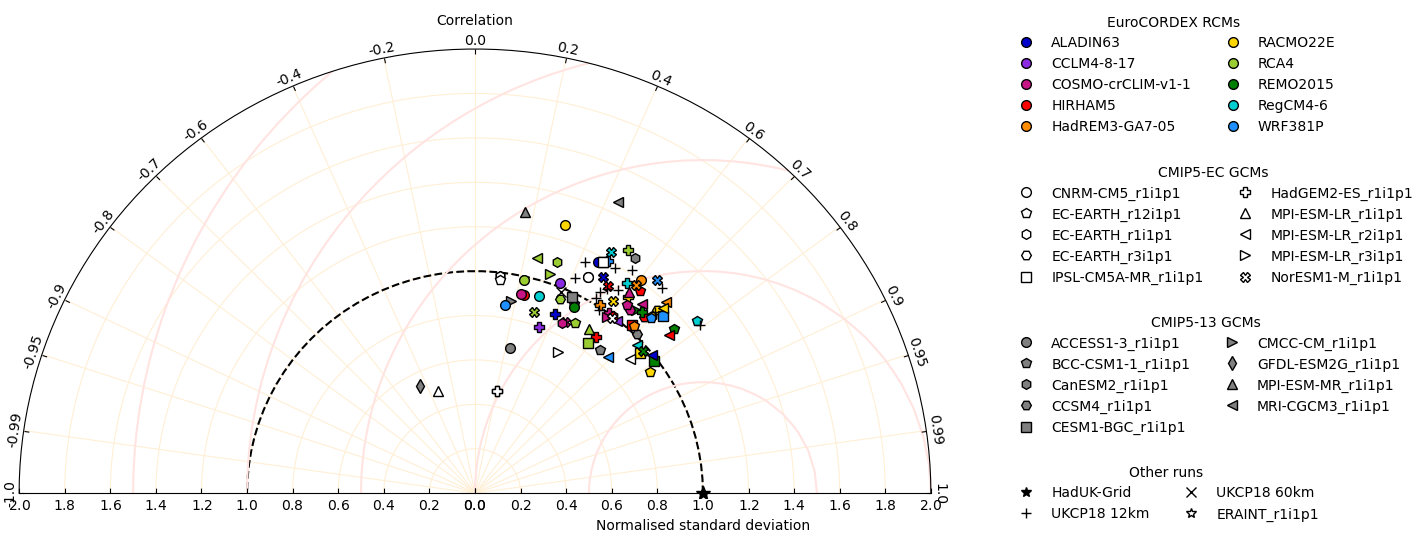 Correlation
0.0
-0.2
0.2
-0.4
0.4
-0.6
0.6
-0.7
0.7
-0.8
0.8
-0.9
0.9
-0.95
0.95
-0.99
0.99
-1.0
1.0
2.0 1.8 1.6 1.4 1.2 1.0 0.8 0.6 0.4 0.2 0.0 0.2 0.4 0.6 0.8 1.0 1.2 1.4 1.6 1.8 2.0
Normalised standard deviation
EuroCORDEX RCMs
ALADIN63 RACMO22E
CCLM4-8-17 RCA4
COSMO-crCLIM-v1-1 REMO2015
HIRHAM5 RegCM4-6
HadREM3-GA7-05 WRF381P
CMIP5-EC GCMs
CNRM-CM5_r1i1p1 HadGEM2-ES_r1i1p1
EC-EARTH_r12i1p1 MPI-ESM-LR_r1i1p1
EC-EARTH_r1i1p1 MPI-ESM-LR_r2i1p1
EC-EARTH_r3i1p1 MPI-ESM-LR_r3i1p1
IPSL-CM5A-MR_r1i1p1 NorESM1-M_r1i1p1
CMIP5-13 GCMs
ACCESS1-3_r1i1p1 CMCC-CM_r1i1p1
BCC-CSM1-1_r1i1p1 GFDL-ESM2G_r1i1p1
CanESM2_r1i1p1 MPI-ESM-MR_r1i1p1
CCSM4_r1i1p1 MRI-CGCM3_r1i1p1
CESM1-BGC_r1i1p1
Other runs
HadUK-Grid UKCP18 60km
UKCP18 12km ERAINT_r1i1p1